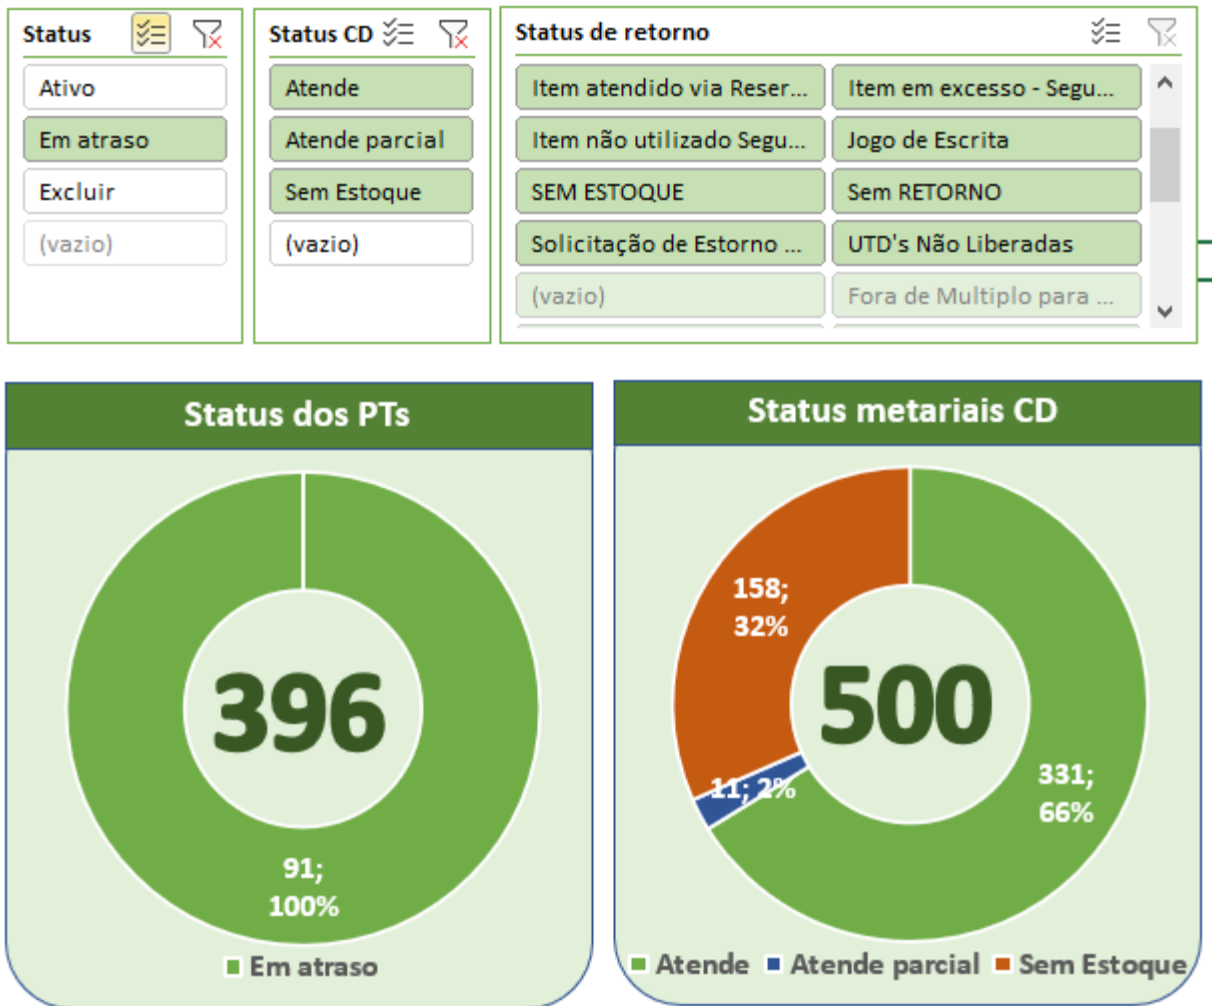 Status
Ativo
Em atraso
Excluir
(vazio)
Status CD
Atende
Atende parcial
Sem Estoque
(vazio)
Status de retorno
Item atendido via Reser...
Item em excesso - Segu...
Item não utilizado Segu...
Jogo de Escrita
SEM ESTOQUE
Sem RETORNO
Solicitação de Estorno ...
UTD's Não Liberadas
(vazio)
Fora de Multiplo para ...
Status dos PTs
396
91;
100%
Em atraso
Status metariais CD
158;
32%
500
11; 2%
331;
66%
Atende
Atende parcial
Sem Estoque